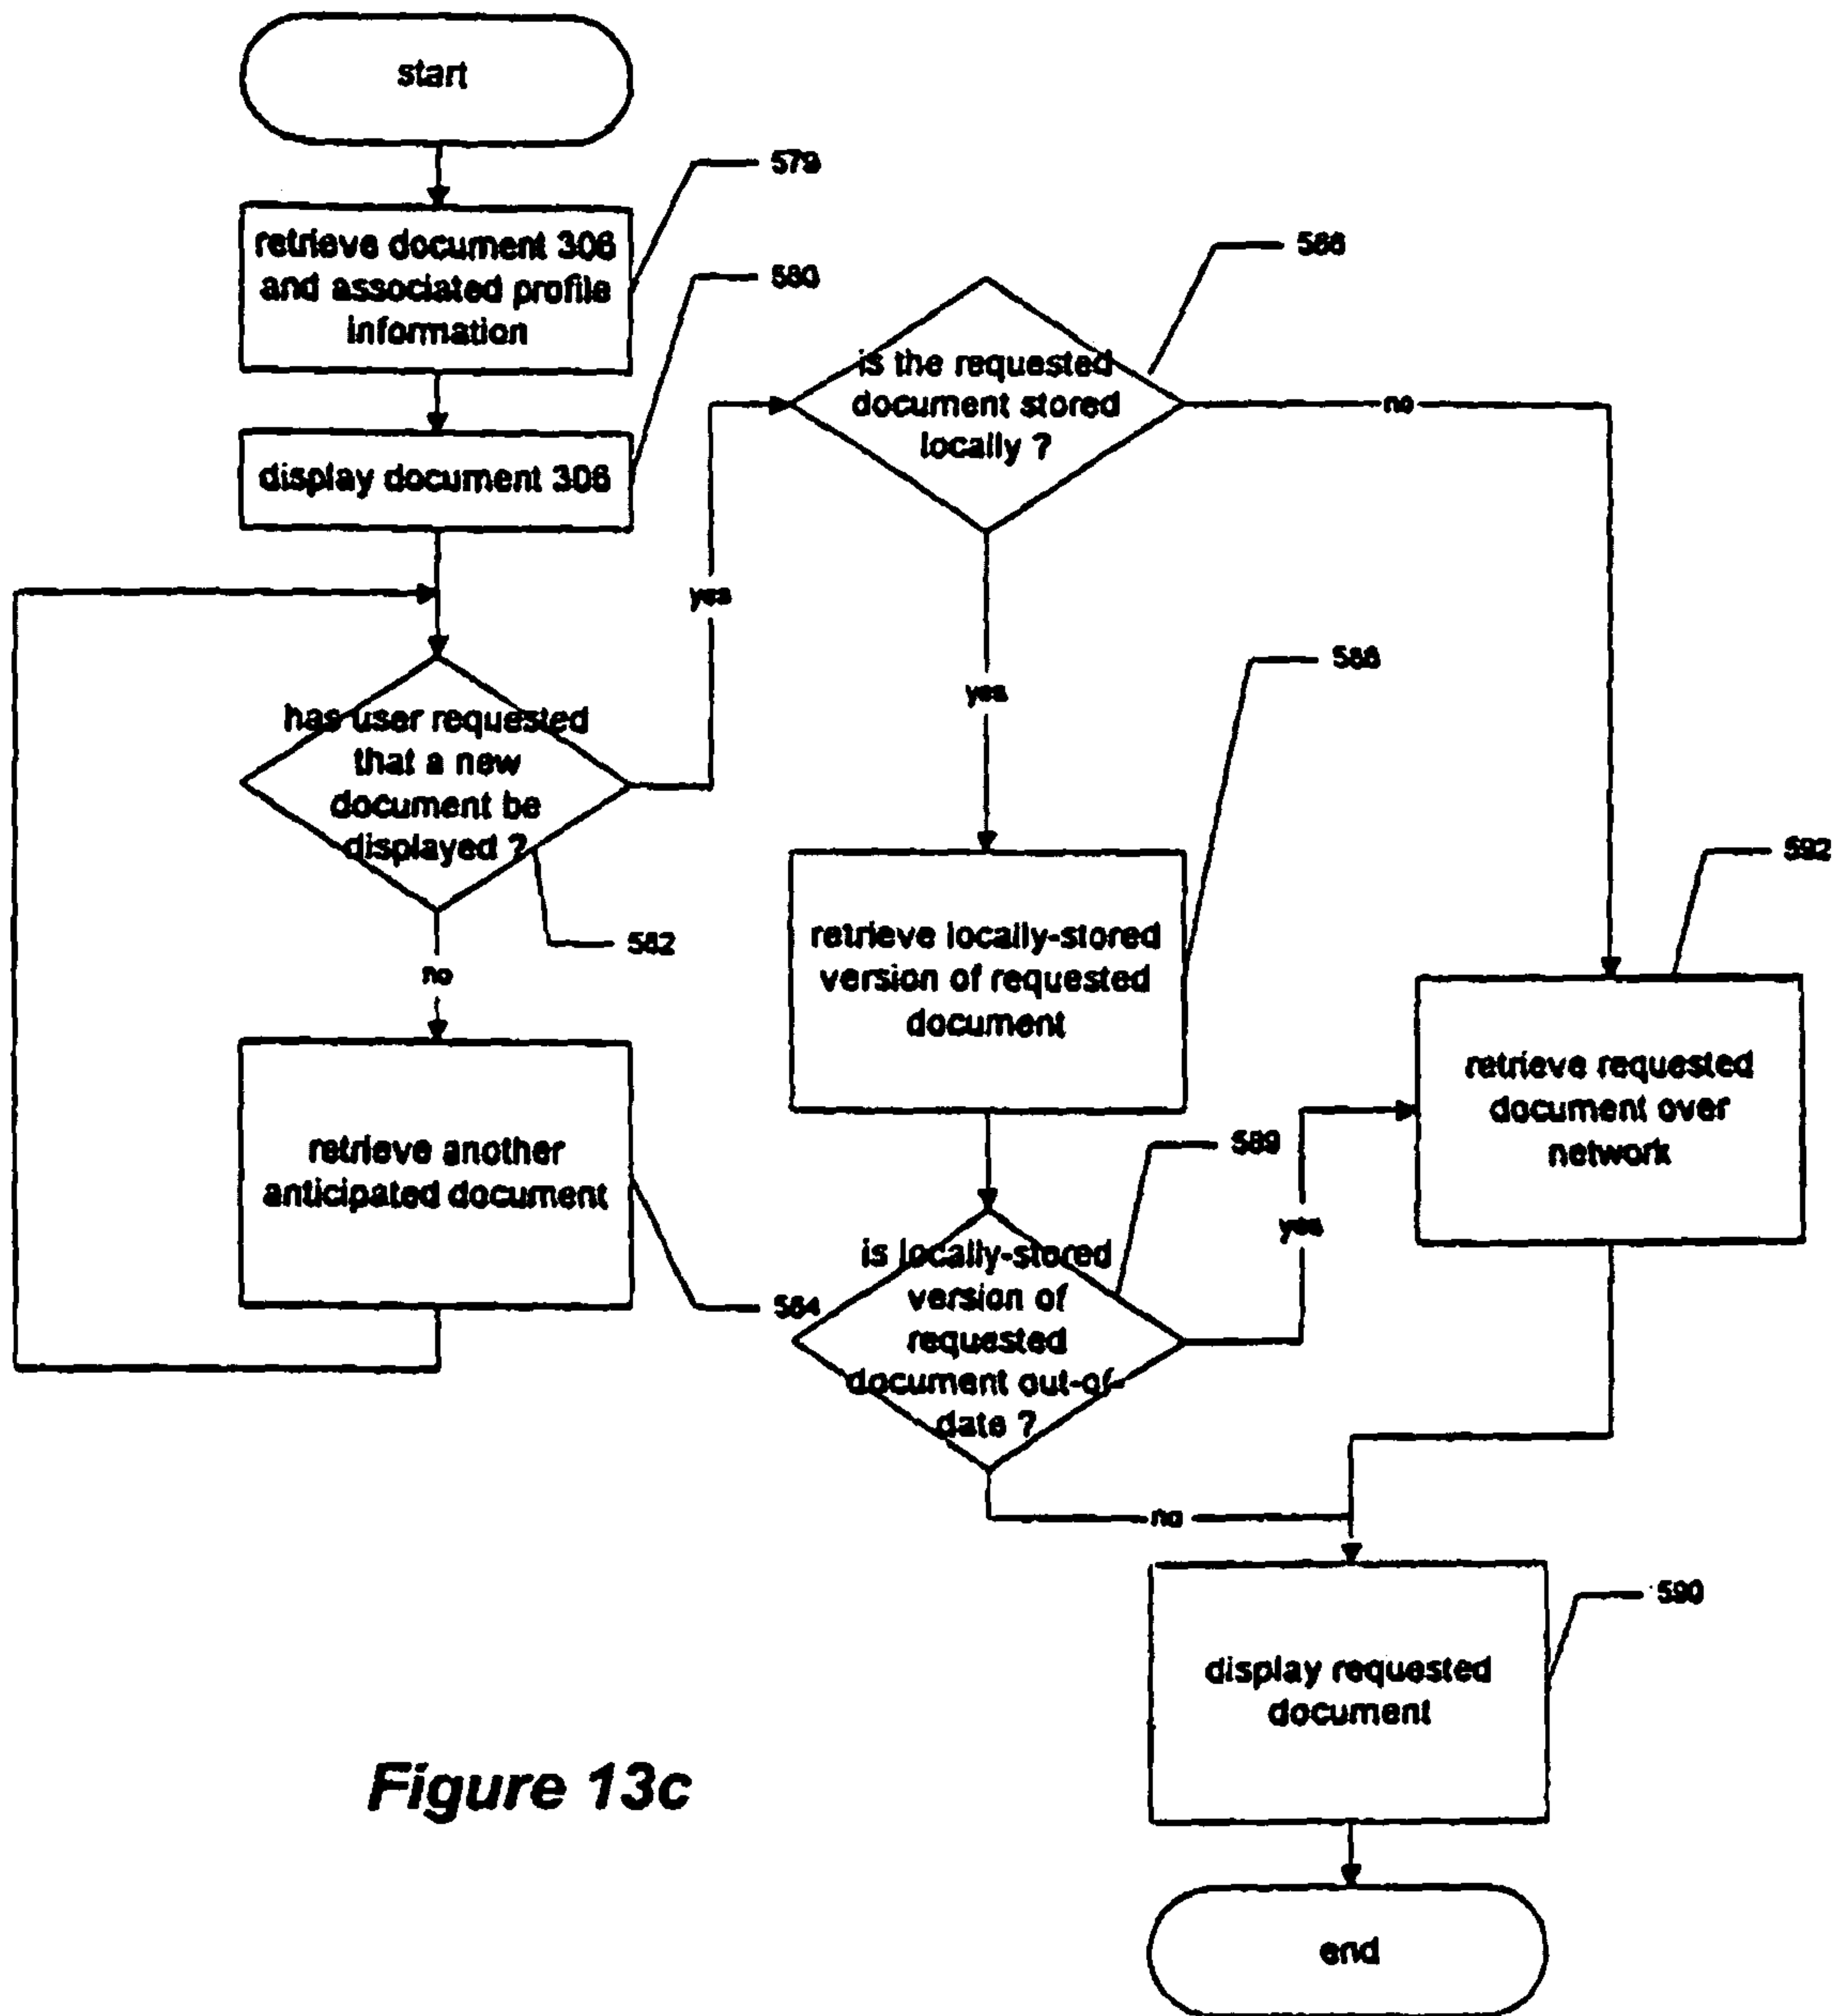 start
579
retrieve document 306
and associated profile
information
580
display document 306
586
is the requested
document stored
locally ?
no
yes
has user requested
that a new
document be
displayed ?
582
no
yes
588
retrieve locally-stored
version of requested
document
592
retrieve requested
document over
network
retrieve another
anticipated document
584
589
is locally-stored
version of
requested
document out-of-
date ?
yes
no
590
display requested
document
end
Figure 13c